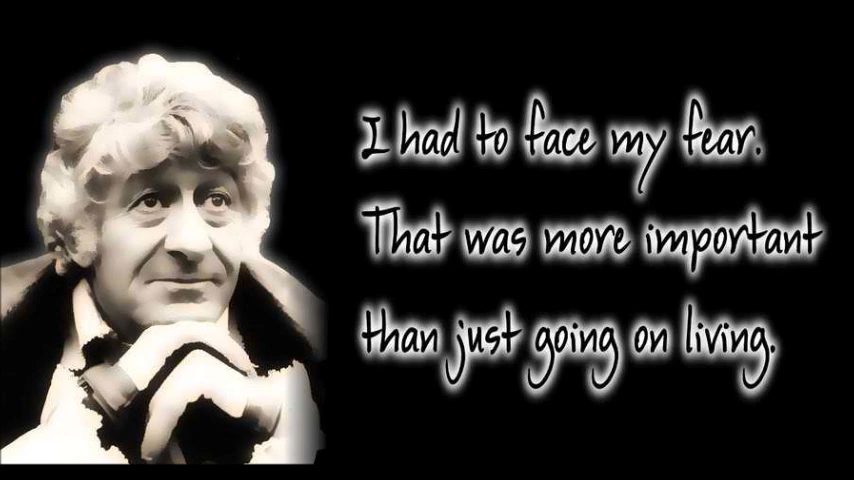 I had to face my fear.
That was more important
than just going on living.